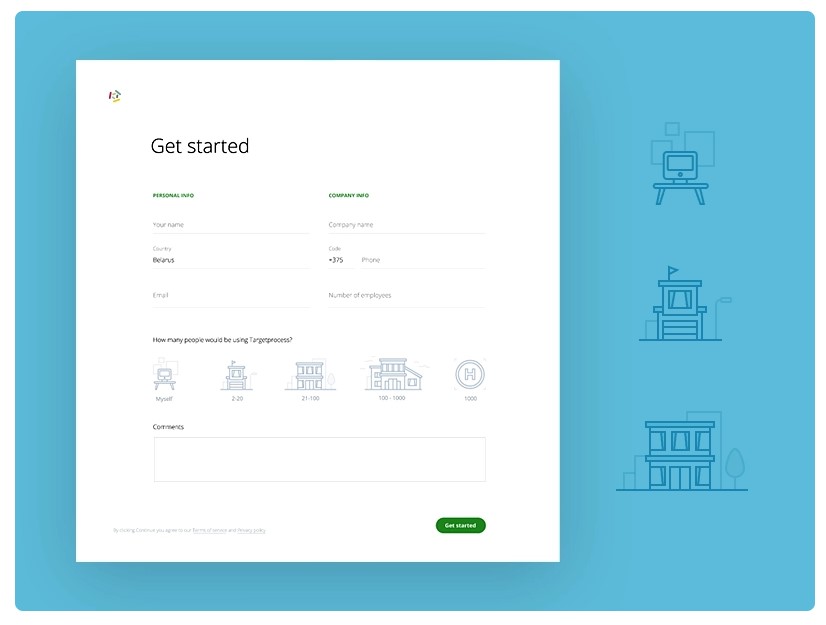 Get started
PERSONAL INFO
COMPANY INFO
Your name
Company name
Country
Belarus
Code
+375
Phone
Email
Number of employees
How many people would be using Targetprocess?
H
Myself
2-20
21-100
100 - 1000
1000
Comments
By clicking Continue you agree to our Terms of service and Privacy policy
Get started